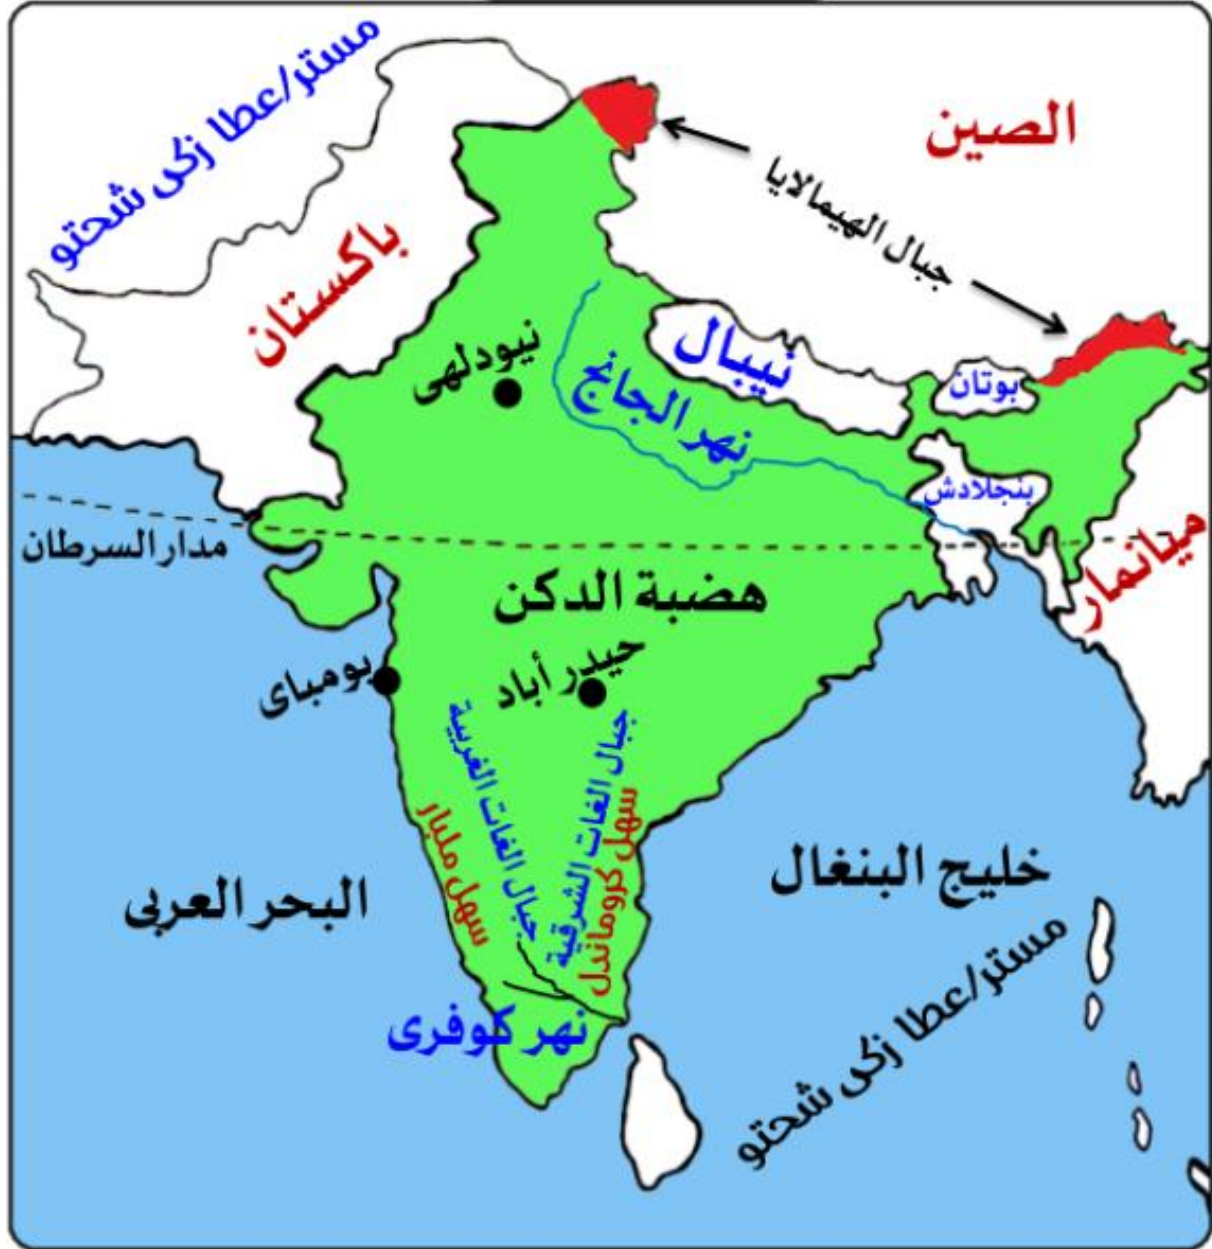 مستر/عطا زكى شحتو
الصين
جبال الهيمالايا
باكستان
نيودلهى
نيبال
نهر الجانج
بوتان
بنجلادش
ميانمار
مدار السرطان
هضبة الدكن
حيدر أباد
بومباى
جبال الغات الغربية
جبال الغات الشرقية
سهل مليبار
سهل كروماندل
البحر العربى
خليج البنغال
نهر كوفرى
مستر/عطا زكى شحتو